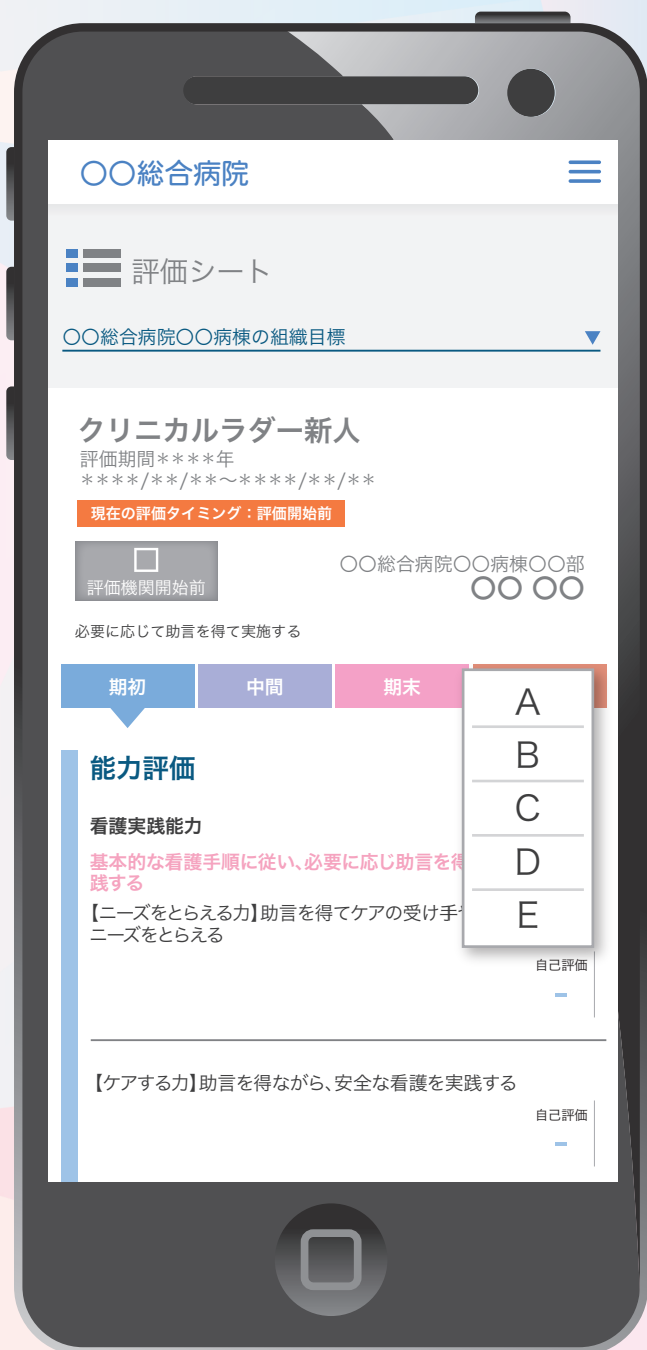 〇〇総合病院
評価シート
〇〇総合病院〇〇病棟の組織目標 ▼
クリニカルラダー新人
評価期間＊＊＊＊年
＊＊＊＊/＊＊/＊＊〜＊＊＊＊/＊＊/＊＊
現在の評価タイミング：評価開始前
評価機関開始前
〇〇総合病院〇〇病棟〇〇部
〇〇 〇〇
必要に応じて助言を得て実施する
期初 中間 期末
A
B
C
D
E
能力評価
看護実践能力
基本的な看護手順に従い、必要に応じ助言を得
践する
【ニーズをとらえる力】助言を得てケアの受け手
ニーズをとらえる
自己評価
-
【ケアする力】助言を得ながら、安全な看護を実践する
自己評価
-